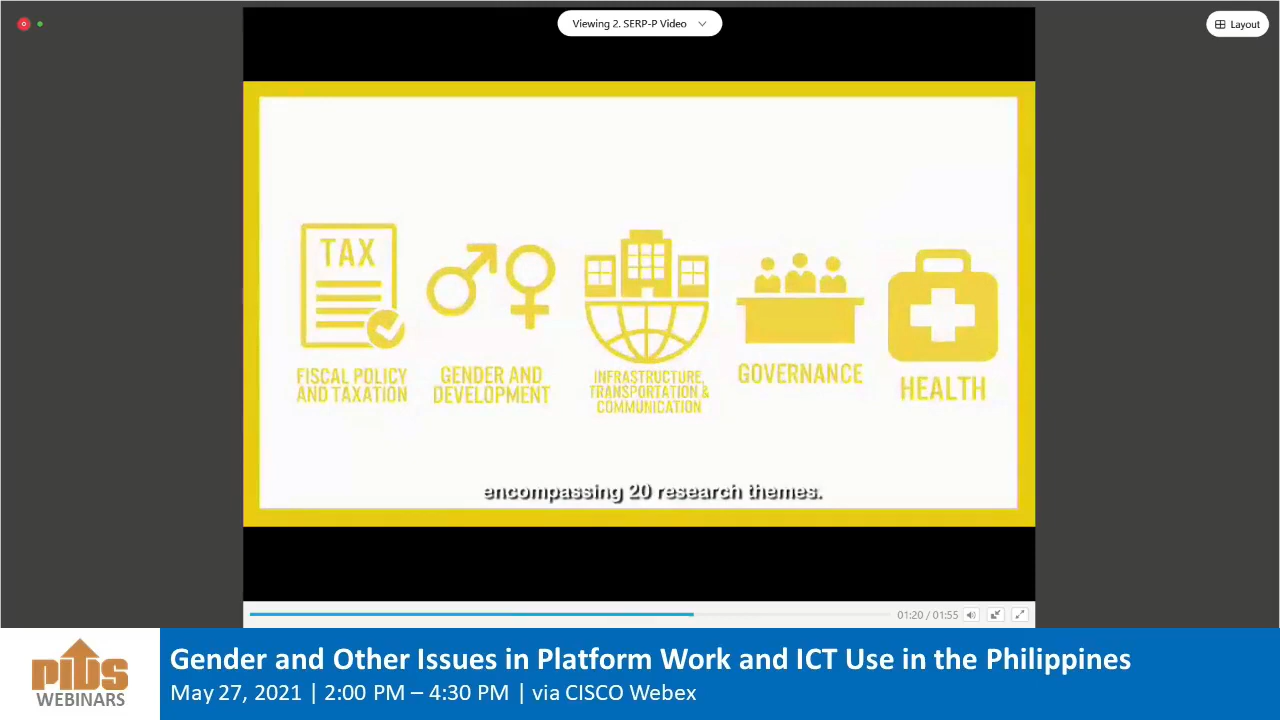 Viewing 2. SERP-P Video
Layout
TAX
FISCAL POLICY
AND TAXATION
GENDER AND
DEVELOPMENT
INFRASTRUCTURE,
TRANSPORTATION &
COMMUNICATION
GOVERNANCE
HEALTH
encompassing 20 research themes.
01:20 / 01:55
PIDS
WEBINARS
Gender and Other Issues in Platform Work and ICT Use in the Philippines
May 27, 2021 | 2:00 PM – 4:30 PM | via CISCO Webex